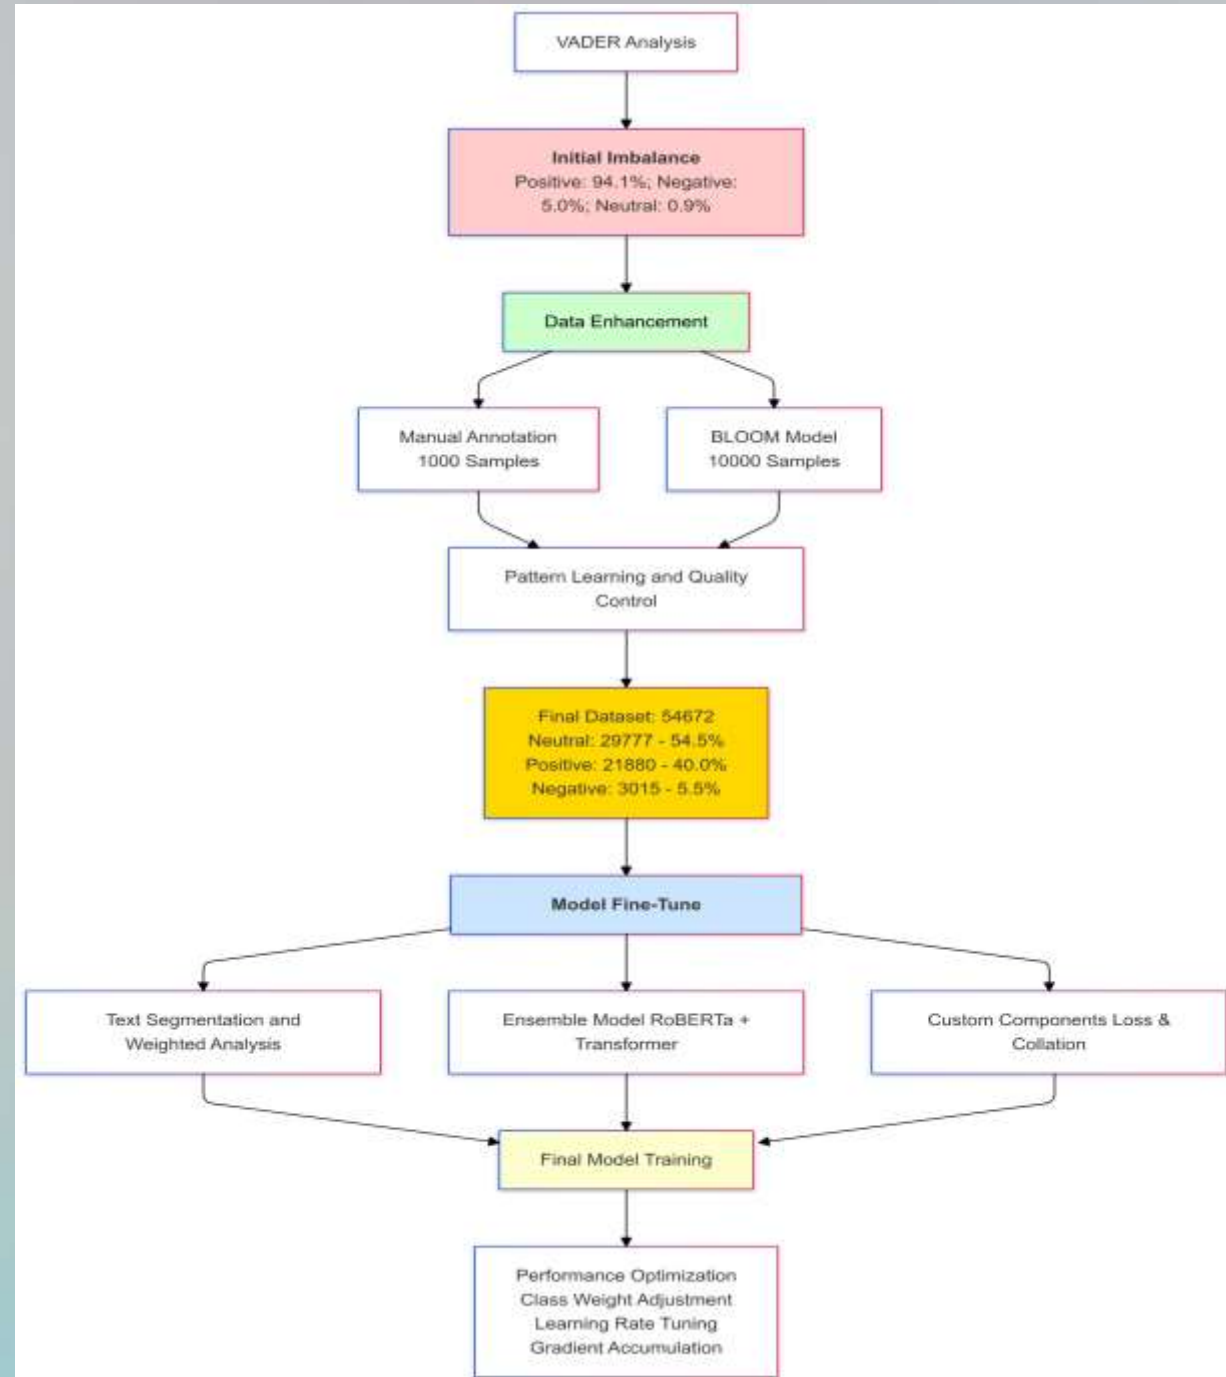 VADER Analysis
Initial Imbalance
Positive: 94.1%; Negative:
5.0%; Neutral: 0.9%
Data Enhancement
Manual Annotation
1000 Samples
BLOOM Model
10000 Samples
Pattern Learning and Quality
Control
Final Dataset: 54672
Neutral: 29777 - 54.5%
Positive: 21880 - 40.0%
Negative: 3015 - 5.5%
Model Fine-Tune
Text Segmentation and
Weighted Analysis
Ensemble Model RoBERTa +
Transformer
Custom Components Loss &
Collation
Final Model Training
Performance Optimization
Class Weight Adjustment
Learning Rate Tuning
Gradient Accumulation